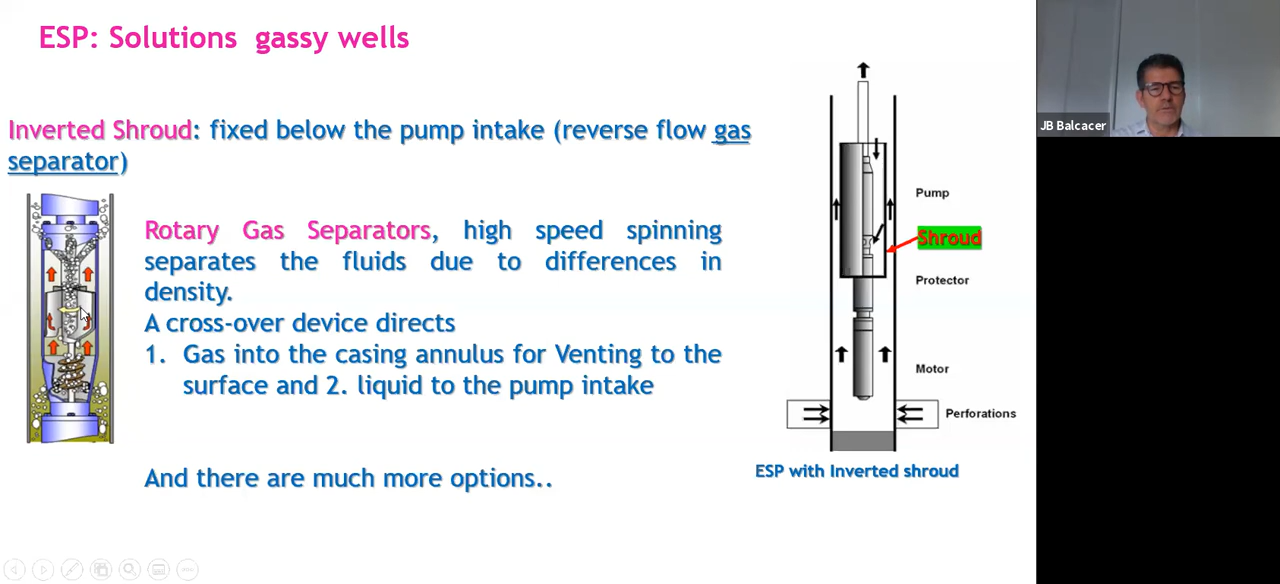 ESP: Solutions gassy wells
JB Balcacer
Inverted Shroud: fixed below the pump intake (reverse flow gas
separator)
Rotary Gas Separators, high speed spinning
separates the fluids due to differences in
density.
A cross-over device directs
1. Gas into the casing annulus for Venting to the
surface and 2. liquid to the pump intake
And there are much more options..
Pump
Shroud
Protector
Motor
Perforations
ESP with Inverted shroud